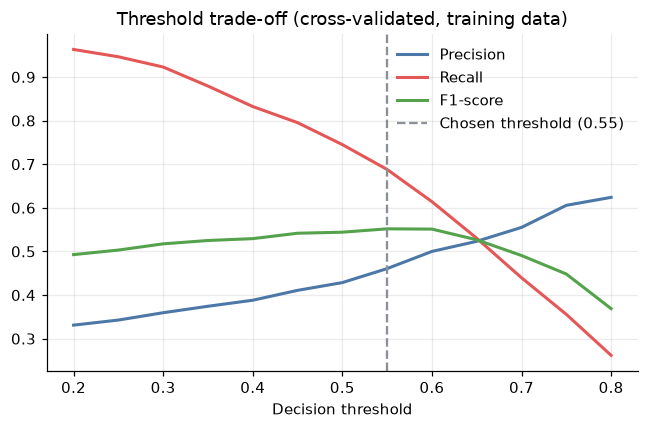 Threshold trade-off (cross-validated, training data)
Precision
Recall
F1-score
Chosen threshold (0.55)
0.9
0.8
0.7
0.6
0.5
0.4
0.3
0.2 0.3 0.4 0.5 0.6 0.7 0.8
Decision threshold